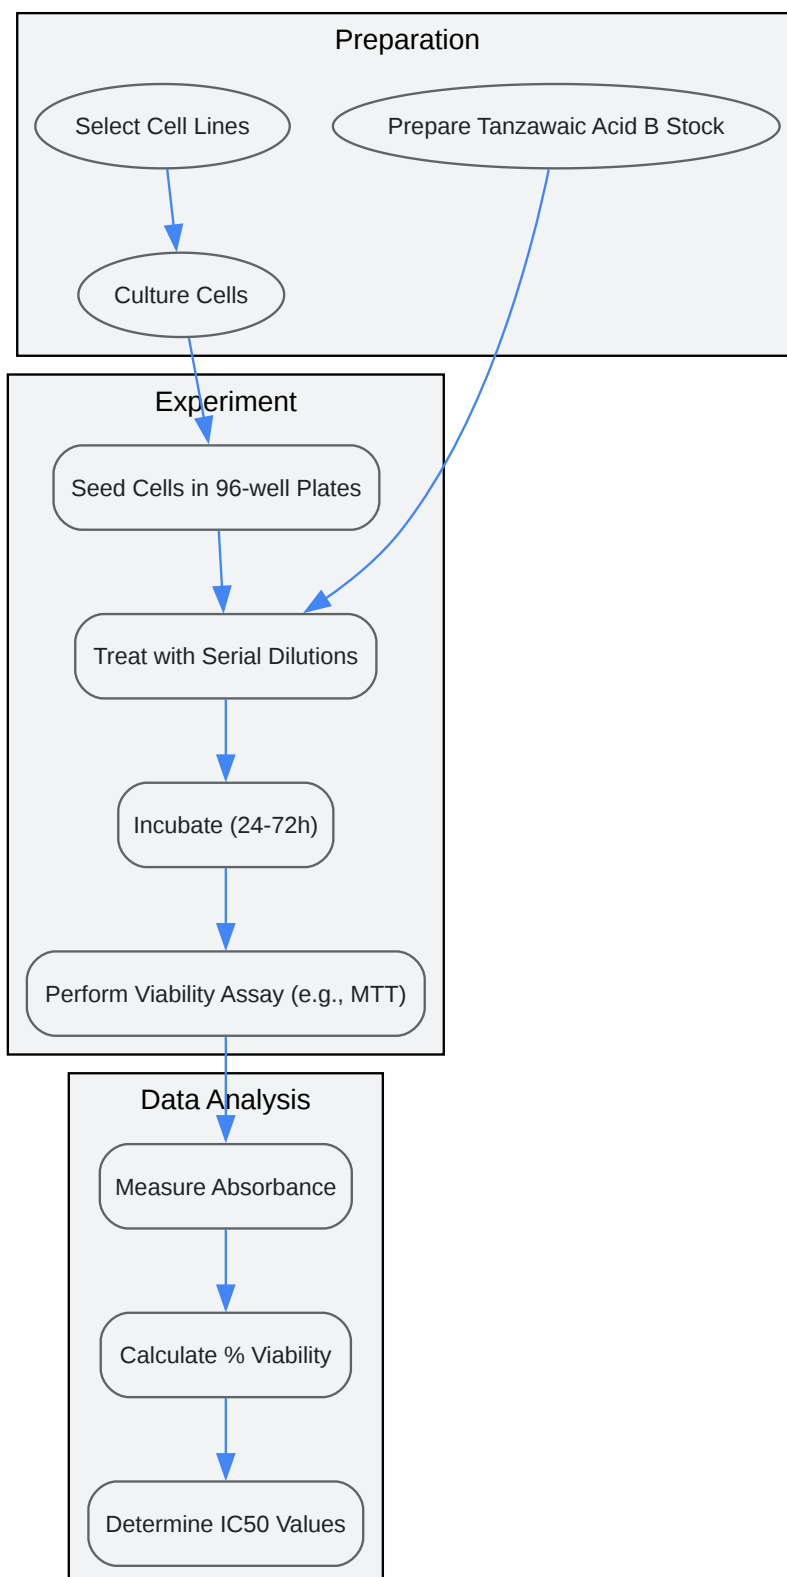 Preparation
Select Cell Lines
Prepare Tanzawaic Acid B Stock
Culture Cells
Experiment
Seed Cells in 96-well Plates
Treat with Serial Dilutions
Incubate (24-72h)
Perform Viability Assay (e.g., MTT)
Data Analysis
Measure Absorbance
Calculate % Viability
Determine IC50 Values